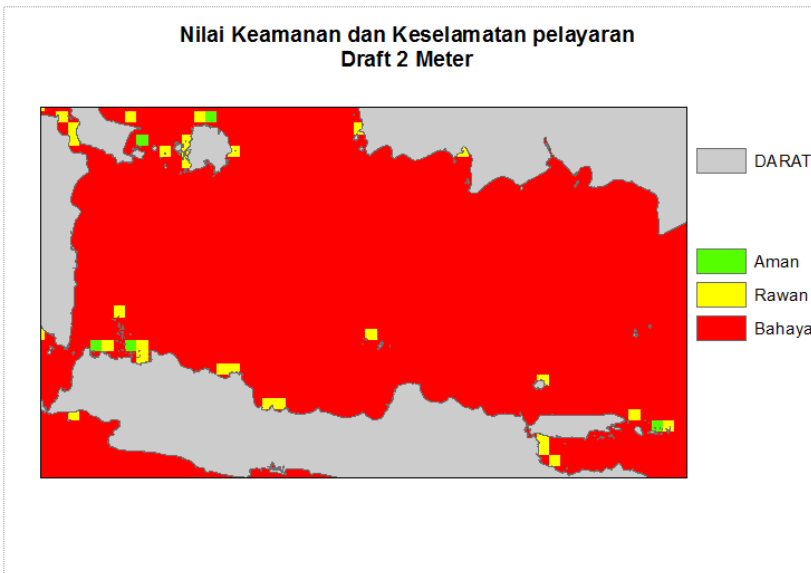 Nilai Keamanan dan Keselamatan pelayaran
Draft 2 Meter
DARAT
Aman
Rawan
Bahaya